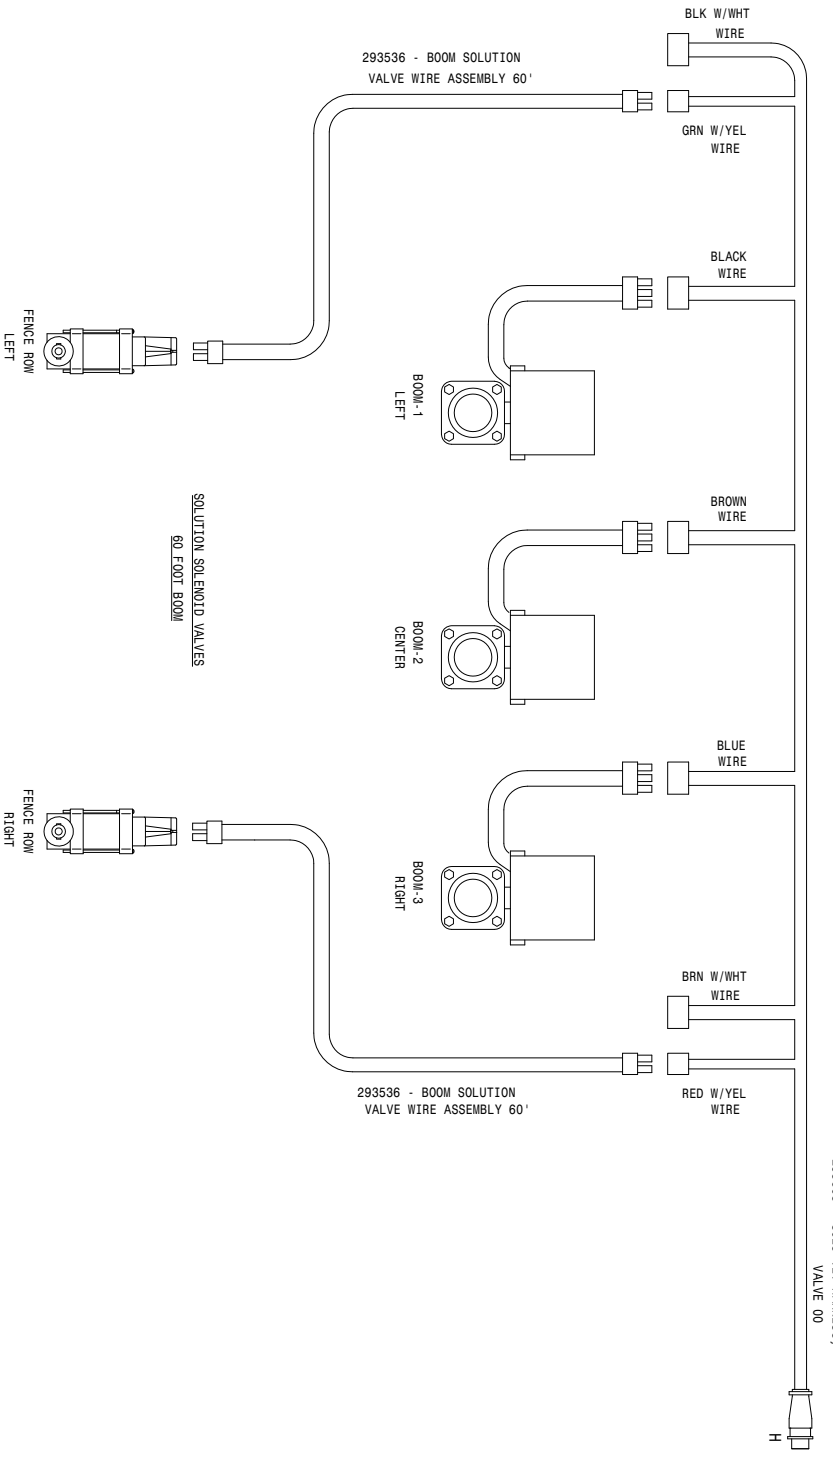 BLK W/WHT
WIRE
293536 - BOOM SOLUTION
VALVE WIRE ASSEMBLY 60'
GRN W/YEL
WIRE
BLACK
WIRE
FENCE ROW
LEFT
BOOM-1
LEFT
BROWN
WIRE
SOLUTION SOLENOID VALVES
60 FOOT BOOM
BOOM-2
CENTER
BLUE
WIRE
FENCE ROW
RIGHT
BOOM-3
RIGHT
BRN W/WHT
WIRE
293536 - BOOM SOLUTION
VALVE WIRE ASSEMBLY 60'
RED W/YEL
WIRE
VALVE 00
H